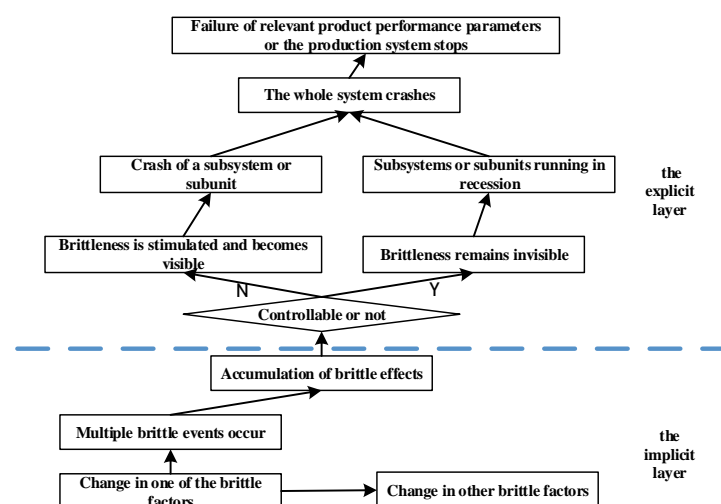 Failure of relevant product performance parameters
or the production system stops
The whole system crashes
Crash of a subsystem or
subunit
Subsystems or subunits running in
recession
the
explicit
layer
Brittleness is stimulated and becomes
visible
Brittleness remains invisible
N
Y
Controllable or not
Accumulation of brittle effects
Multiple brittle events occur
the
implicit
layer
Change in one of the brittle
factors
Change in other brittle factors